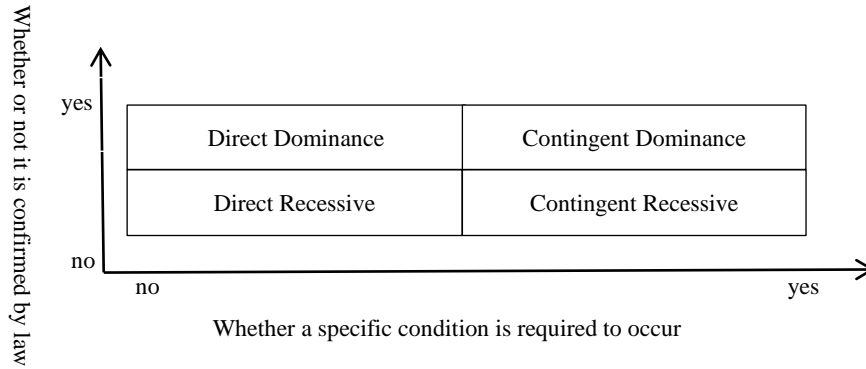 Whether or not it is confirmed by law
yes
Direct Dominance
Contingent Dominance
Direct Recessive
Contingent Recessive
no
no
yes
Whether a specific condition is required to occur